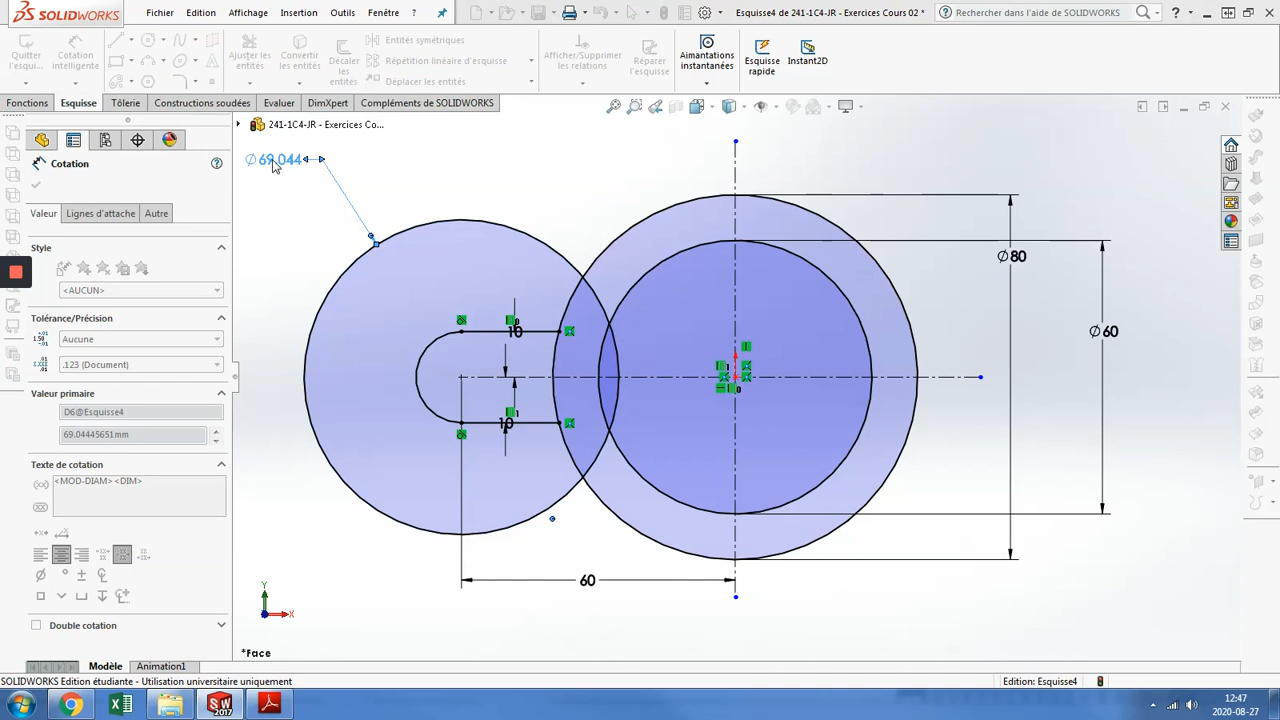 SOLIDWORKS
Fichier
Edition
Affichage
Insertion
Outils
Fenêtre
?
Esquisse4 de 241-1C4-JR - Exercices Cours 02 *
Rechercher dans l'aide de SOLIDWORKS
Quitter l'esqui...
Cotation intelligente
Ajuster les entités
Convertir les entités
Décaler les entités
Entités symétriques
Répétition linéaire d'esquisse
Déplacer les entités
Afficher/Supprimer les relations
Réparer l'esquisse
Aimantations instantanées
Esquisse rapide
Instant2D
Fonctions
Esquisse
Tôlerie
Constructions soudées
Evaluer
DimXpert
Compléments de SOLIDWORKS
241-1C4-JR - Exercices Co...
Cotation
Valeur
Lignes d'attache
Autre
Style
<AUCUN>
Tolérance/Précision
Aucune
.123 (Document)
Valeur primaire
D6@Esquisse4
69.04445651mm
Texte de cotation
<MOD-DIAM> <DIM>
Double cotation
∅ 69.044
10
10
60
∅ 80
∅ 60
Y
X
*Face
Modèle
Animation1
SOLIDWORKS Edition étudiante - Utilisation universitaire uniquement
Edition: Esquisse4
SW
2017
12:47
2020-08-27